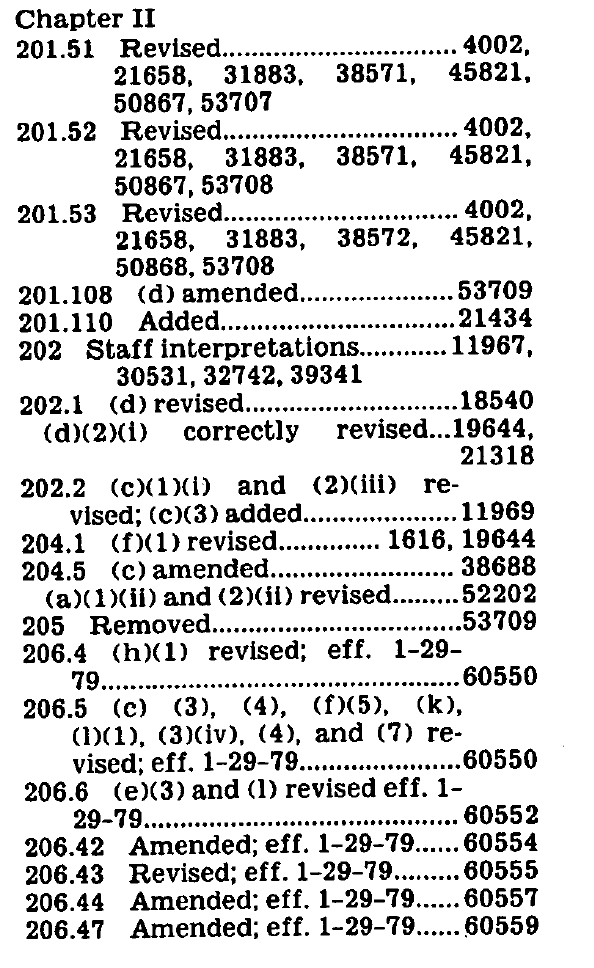 Chapter II
201.51 Revised................................ 4002,
21658, 31883, 38571, 45821,
50867, 53707
201.52 Revised................................ 4002,
21658, 31883, 38571, 45821,
50867, 53708
201.53 Revised................................ 4002,
21658, 31883, 38572, 45821,
50868, 53708
201.108 (d) amended.....................53709
201.110 Added................................21434
202 Staff interpretations............11967,
30531, 32742, 39341
202.1 (d) revised.............................18540
(d)(2)(i) correctly revised...19644,
21318
202.2 (c)(1)(i) and (2)(iii) re-
vised; (c)(3) added.....................11969
204.1 (f)(1) revised.............. 1616, 19644
204.5 (c) amended......................... 38688
(a)(1)(ii) and (2)(ii) revised.........52202
205 Removed..................................53709
206.4 (h)(1) revised; eff. 1-29-
79.................................................60550
206.5 (c) (3), (4), (f)(5), (k),
(l)(1), (3)(iv), (4), and (7) re-
vised; eff. 1-29-79......................60550
206.6 (e)(3) and (l) revised eff. 1-
29-79........................................... 60552
206.42 Amended; eff. 1-29-79......60554
206.43 Revised; eff. 1-29-79.........60555
206.44 Amended; eff. 1-29-79......60557
206.47 Amended; eff. 1-29-79......60559